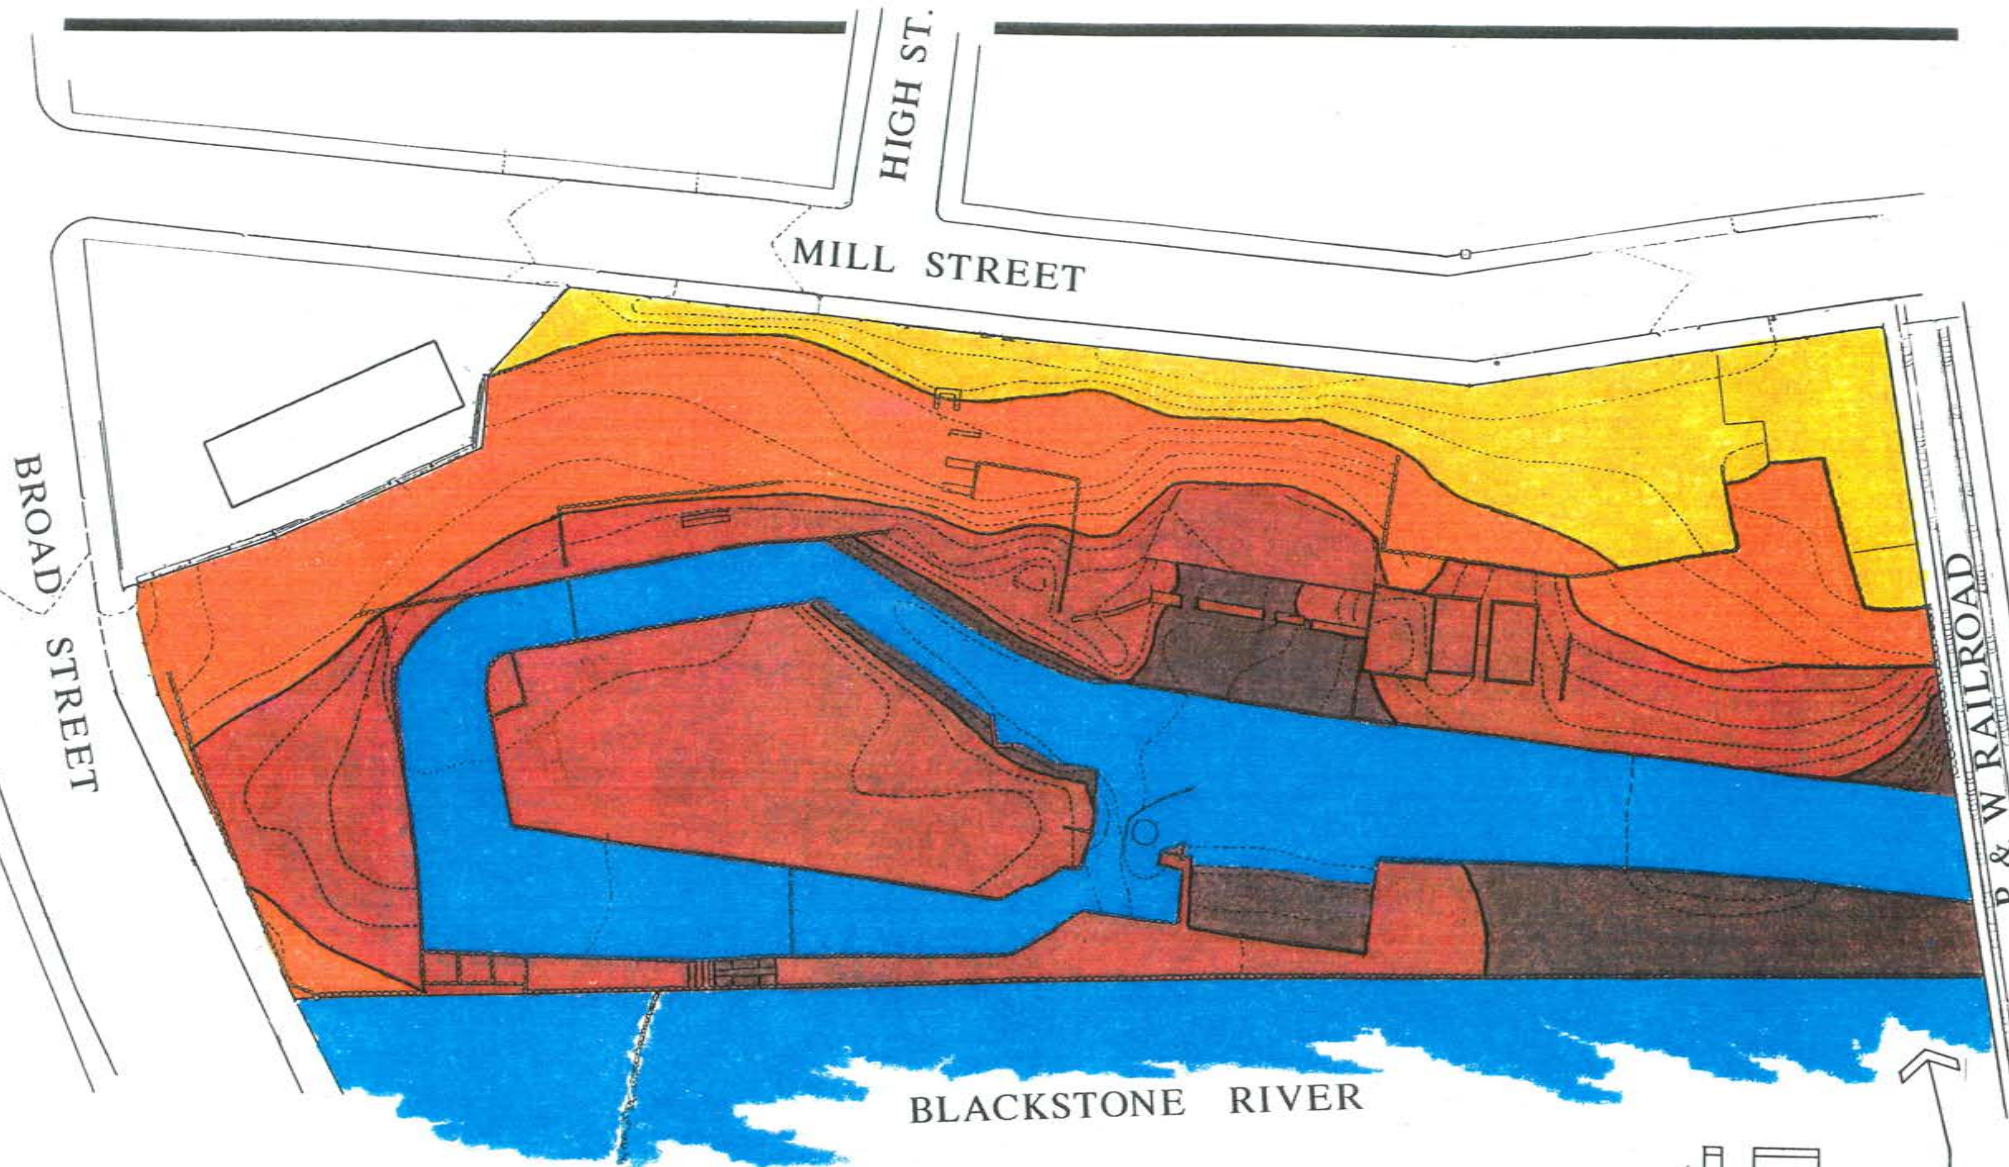 HIGH ST.
MILL STREET
BROAD STREET
P & W RAILROAD
BLACKSTONE RIVER